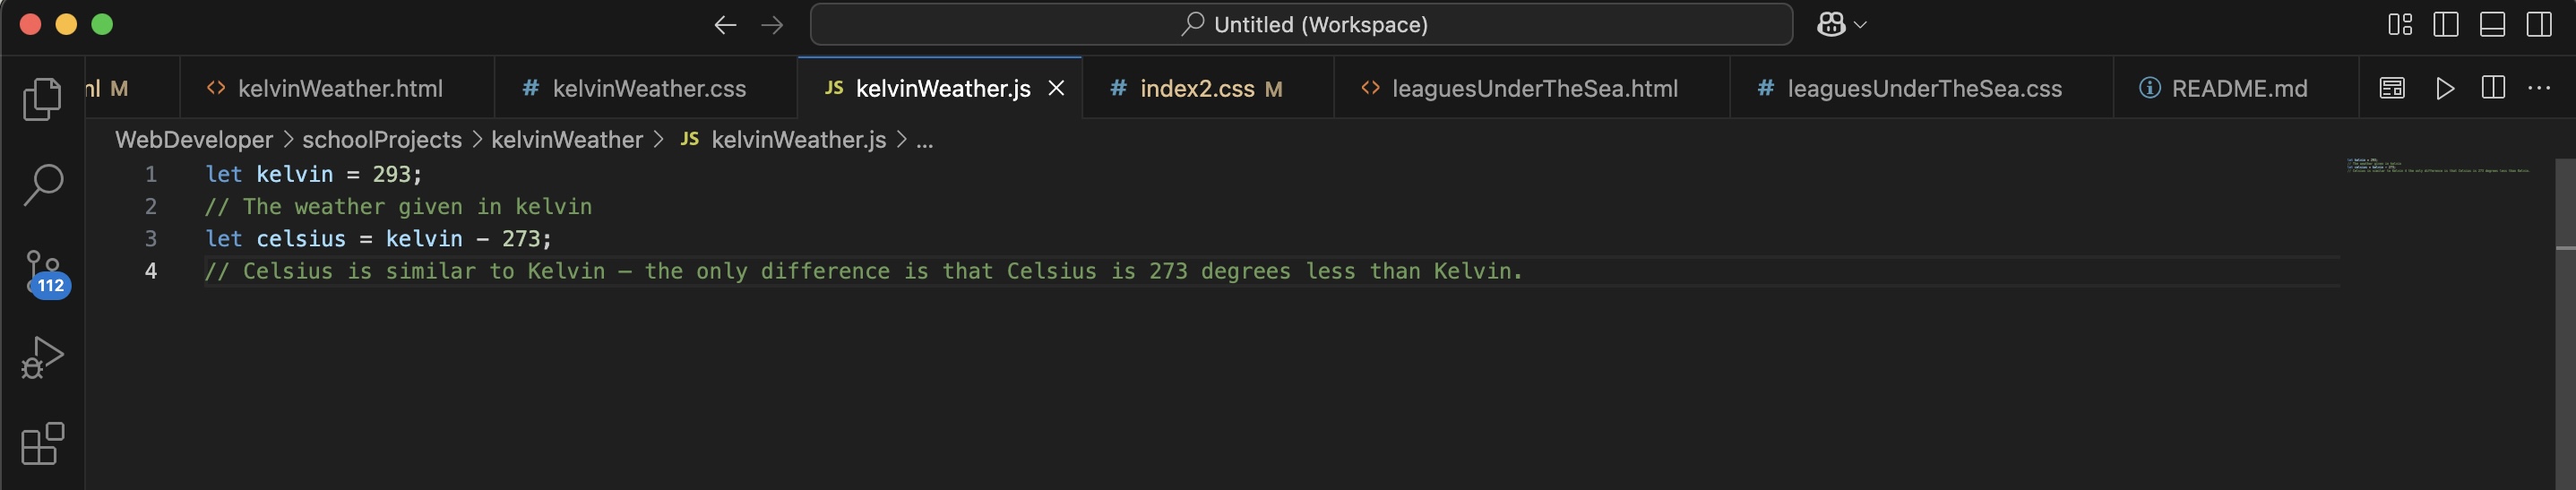 Untitled (Workspace)
nl M
<> kelvinWeather.html
# kelvinWeather.css
JS kelvinWeather.js
# index2.css M
<> leaguesUnderTheSea.html
# leaguesUnderTheSea.css
README.md
WebDeveloper > schoolProjects > kelvinWeather > JS kelvinWeather.js > ...
1 let kelvin = 293;
2 // The weather given in kelvin
3 let celsius = kelvin - 273;
4 // Celsius is similar to Kelvin — the only difference is that Celsius is 273 degrees less than Kelvin.
112